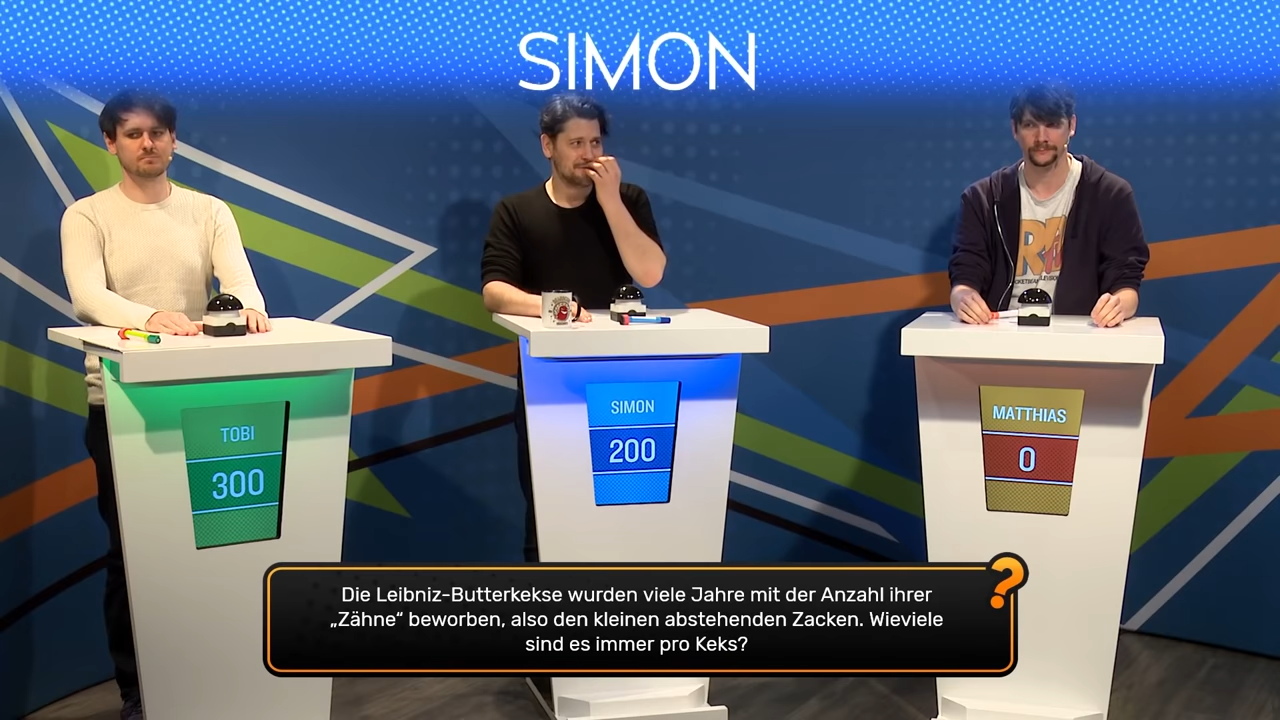 SIMON
TOBI
300
SIMON
200
MATTHIAS
0
Die Leibniz-Butterkekse wurden viele Jahre mit der Anzahl ihrer
„Zähne“ beworben, also den kleinen abstehenden Zacken. Wieviele
sind es immer pro Keks?
?